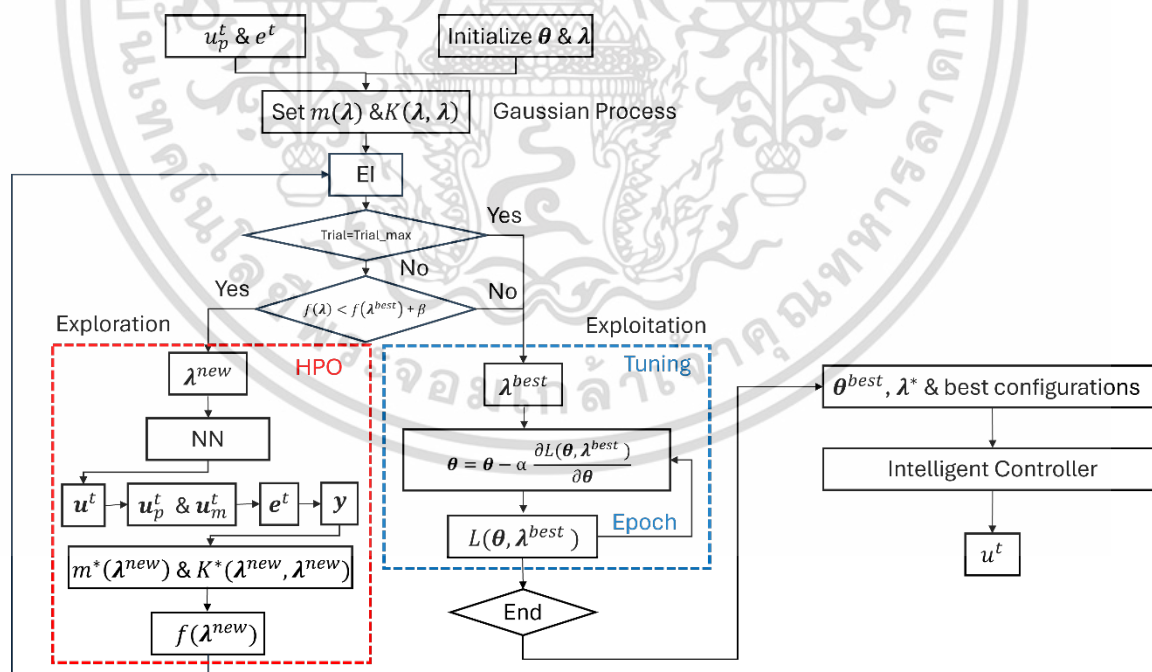 u_p^t & e^t
Initialize θ & λ
Set m(λ) &K(λ, λ)
Gaussian Process
EI
Yes
Trial=Trial_max
No
Yes
No
f(λ) < f(λ^{best}) + β
Exploration
Exploitation
HPO
Tuning
λ^{new}
λ^{best}
θ^{best}, λ* & best configurations
NN
θ = θ − α ∂L(θ, λ^{best}) / ∂θ
Intelligent Controller
u^t
u_p^t & u_m^t
e^t
y
L(θ, λ^{best})
Epoch
u^t
m*(λ^{new}) & K*(λ^{new}, λ^{new})
End
f(λ^{new})